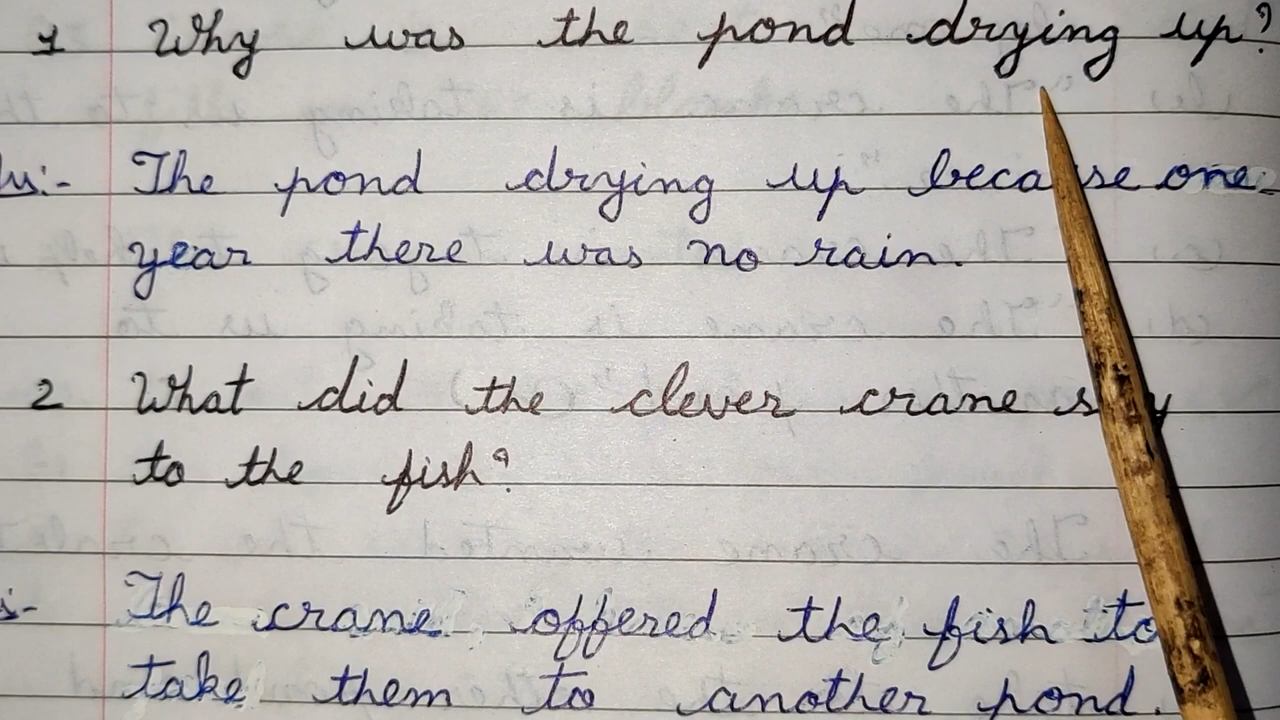 1 Why was the pond drying up?
Ans:- The pond drying up because one
year there was no rain.
2 What did the clever crane say
to the fish?
The crane offered the fish to
take them to another pond.